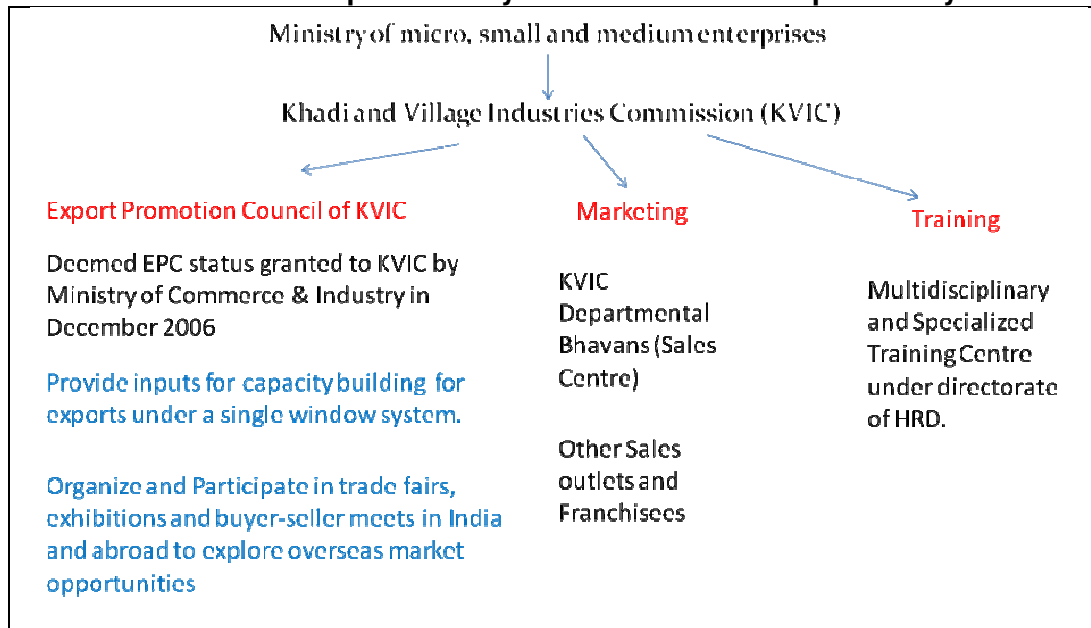 Ministry of micro, small and medium enterprises
Khadi and Village Industries Commission (KVIC)
Export Promotion Council of KVIC
Deemed EPC status granted to KVIC by
Ministry of Commerce & Industry in
December 2006
Provide inputs for capacity building for
exports under a single window system.
Organize and Participate in trade fairs,
exhibitions and buyer-seller meets in India
and abroad to explore overseas market
opportunities
Marketing
KVIC
Departmental
Bhavans (Sales
Centre)
Other Sales
outlets and
Franchisees
Training
Multidisciplinary
and Specialized
Training Centre
under directorate
of HRD.